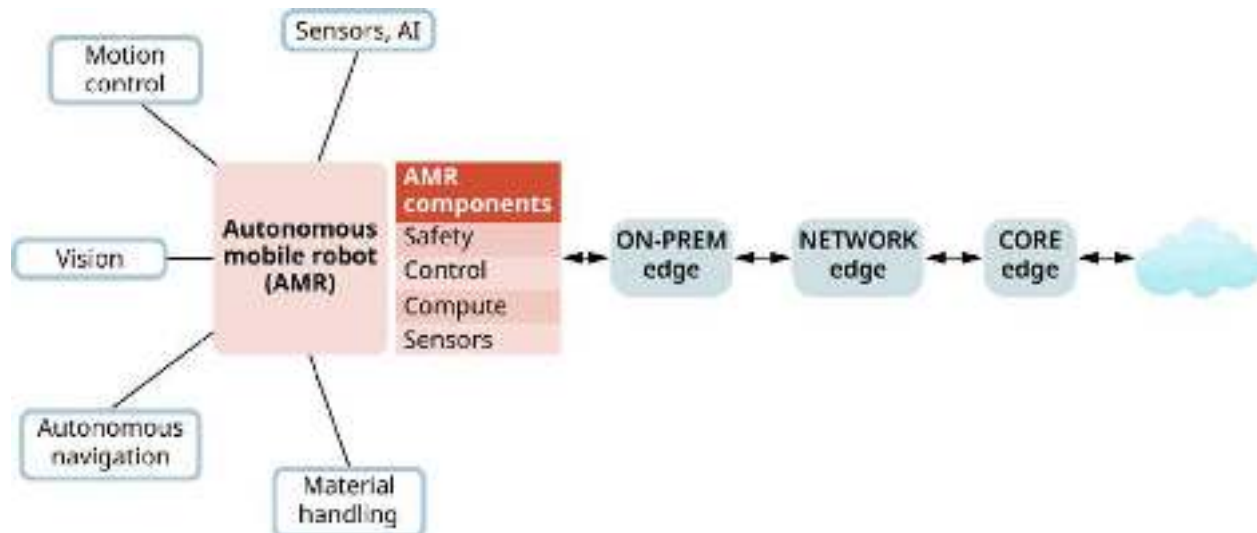 Sensors, AI
Motion
control
AMR
components
Autonomous
mobile robot
(AMR)
Safety
Control
Compute
Sensors
Vision
ON-PREM
edge
NETWORK
edge
CORE
edge
Autonomous
navigation
Material
handling